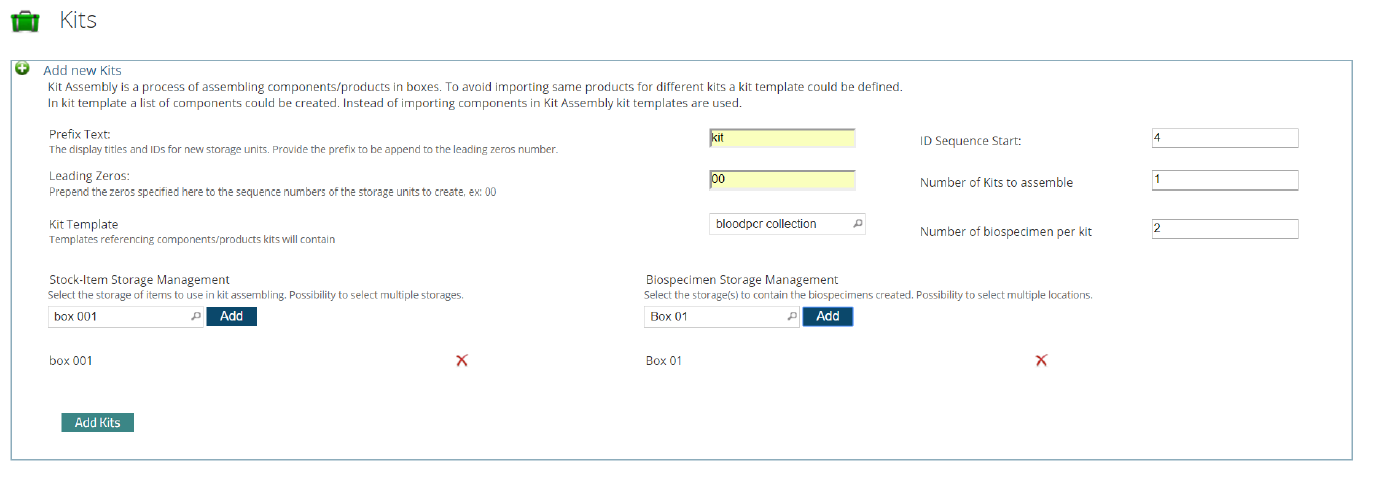 Kits
Add new Kits
Kit Assembly is a process of assembling components/products in boxes. To avoid importing same products for different kits a kit template could be defined.
In kit template a list of components could be created. Instead of importing components in Kit Assembly kit templates are used.
Prefix Text:
The display titles and IDs for new storage units. Provide the prefix to be append to the leading zeros number.
kit
ID Sequence Start:
4
Leading Zeros:
Prepend the zeros specified here to the sequence numbers of the storage units to create, ex: 00
00
Number of Kits to assemble
1
Kit Template
Templates referencing components/products kits will contain
bloodpcr collection
Number of biospecimen per kit
2
Stock-Item Storage Management
Select the storage of items to use in kit assembling. Possibility to select multiple storages.
box 001
Add
box 001
Biospecimen Storage Management
Select the storage(s) to contain the biospecimens created. Possibility to select multiple locations.
Box 01
Add
Box 01
Add Kits